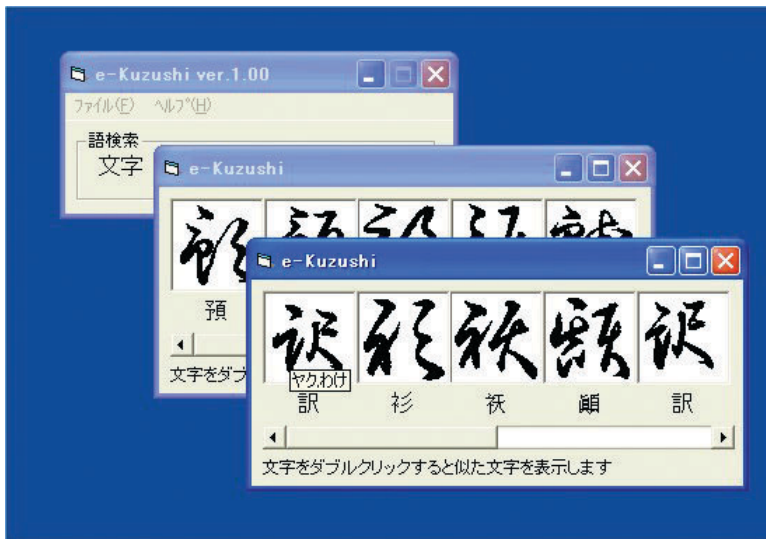 e-Kuzushi ver.1.00
ファイル(F) ヘルプ(H)
語検索
文字
e-Kuzushi
預
文字をダブ
e-Kuzushi
ヤク,わけ
訳 衫 袄 顚 訳
文字をダブルクリックすると似た文字を表示します